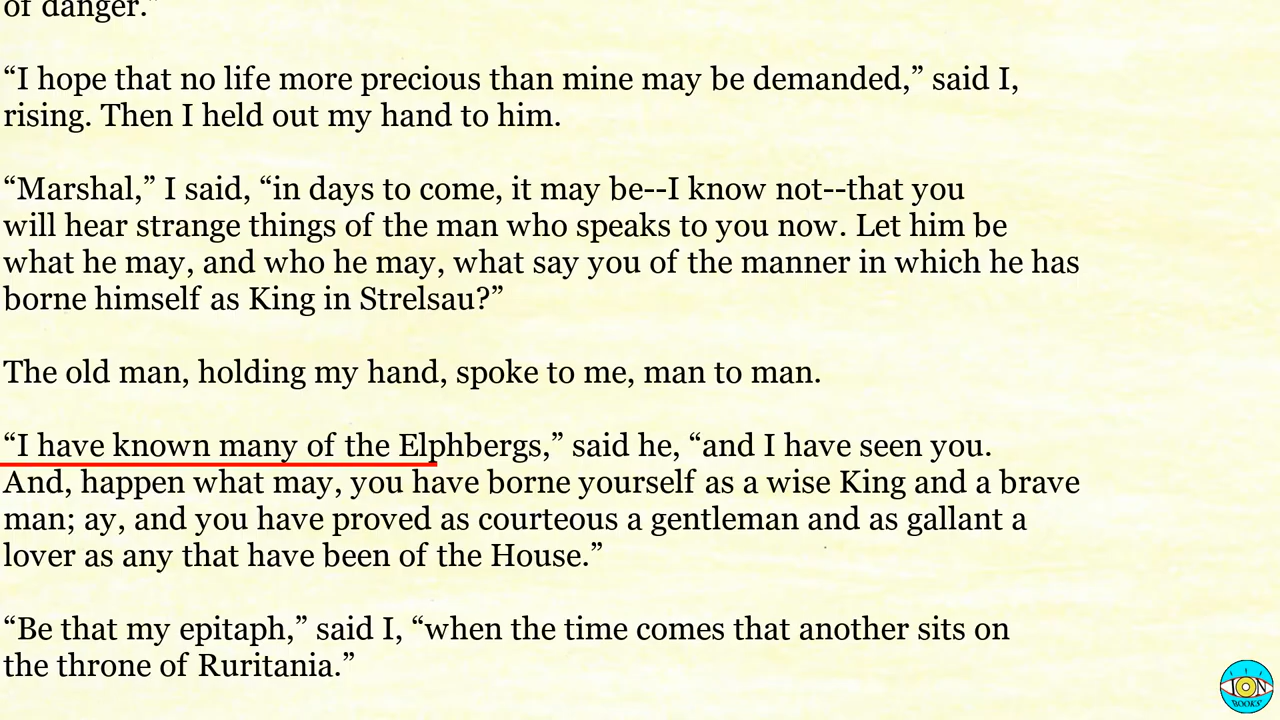 of danger.”
“I hope that no life more precious than mine may be demanded,” said I,
rising. Then I held out my hand to him.
“Marshal,” I said, “in days to come, it may be--I know not--that you
will hear strange things of the man who speaks to you now. Let him be
what he may, and who he may, what say you of the manner in which he has
borne himself as King in Strelsau?”
The old man, holding my hand, spoke to me, man to man.
“I have known many of the Elphbergs,” said he, “and I have seen you.
And, happen what may, you have borne yourself as a wise King and a brave
man; ay, and you have proved as courteous a gentleman and as gallant a
lover as any that have been of the House.”
“Be that my epitaph,” said I, “when the time comes that another sits on
the throne of Ruritania.”
ION
BOOKS